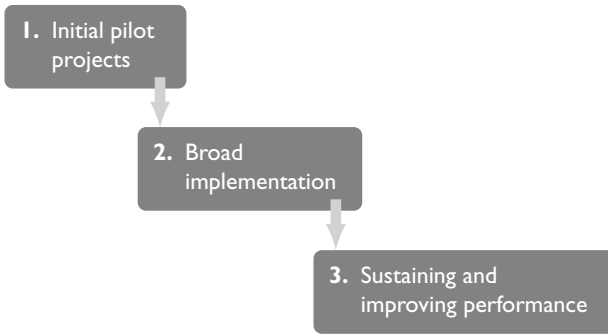 1. Initial pilot
projects
2. Broad
implementation
3. Sustaining and
improving performance